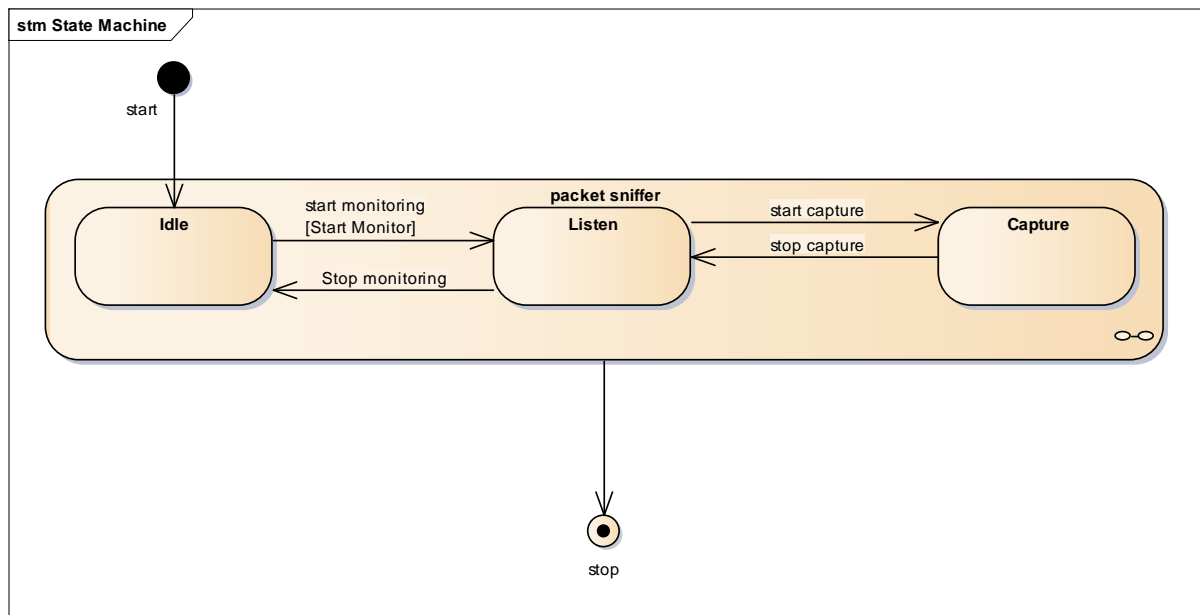 stm State Machine
start
packet sniffer
Idle
start monitoring
[Start Monitor]
Stop monitoring
Listen
start capture
stop capture
Capture
stop